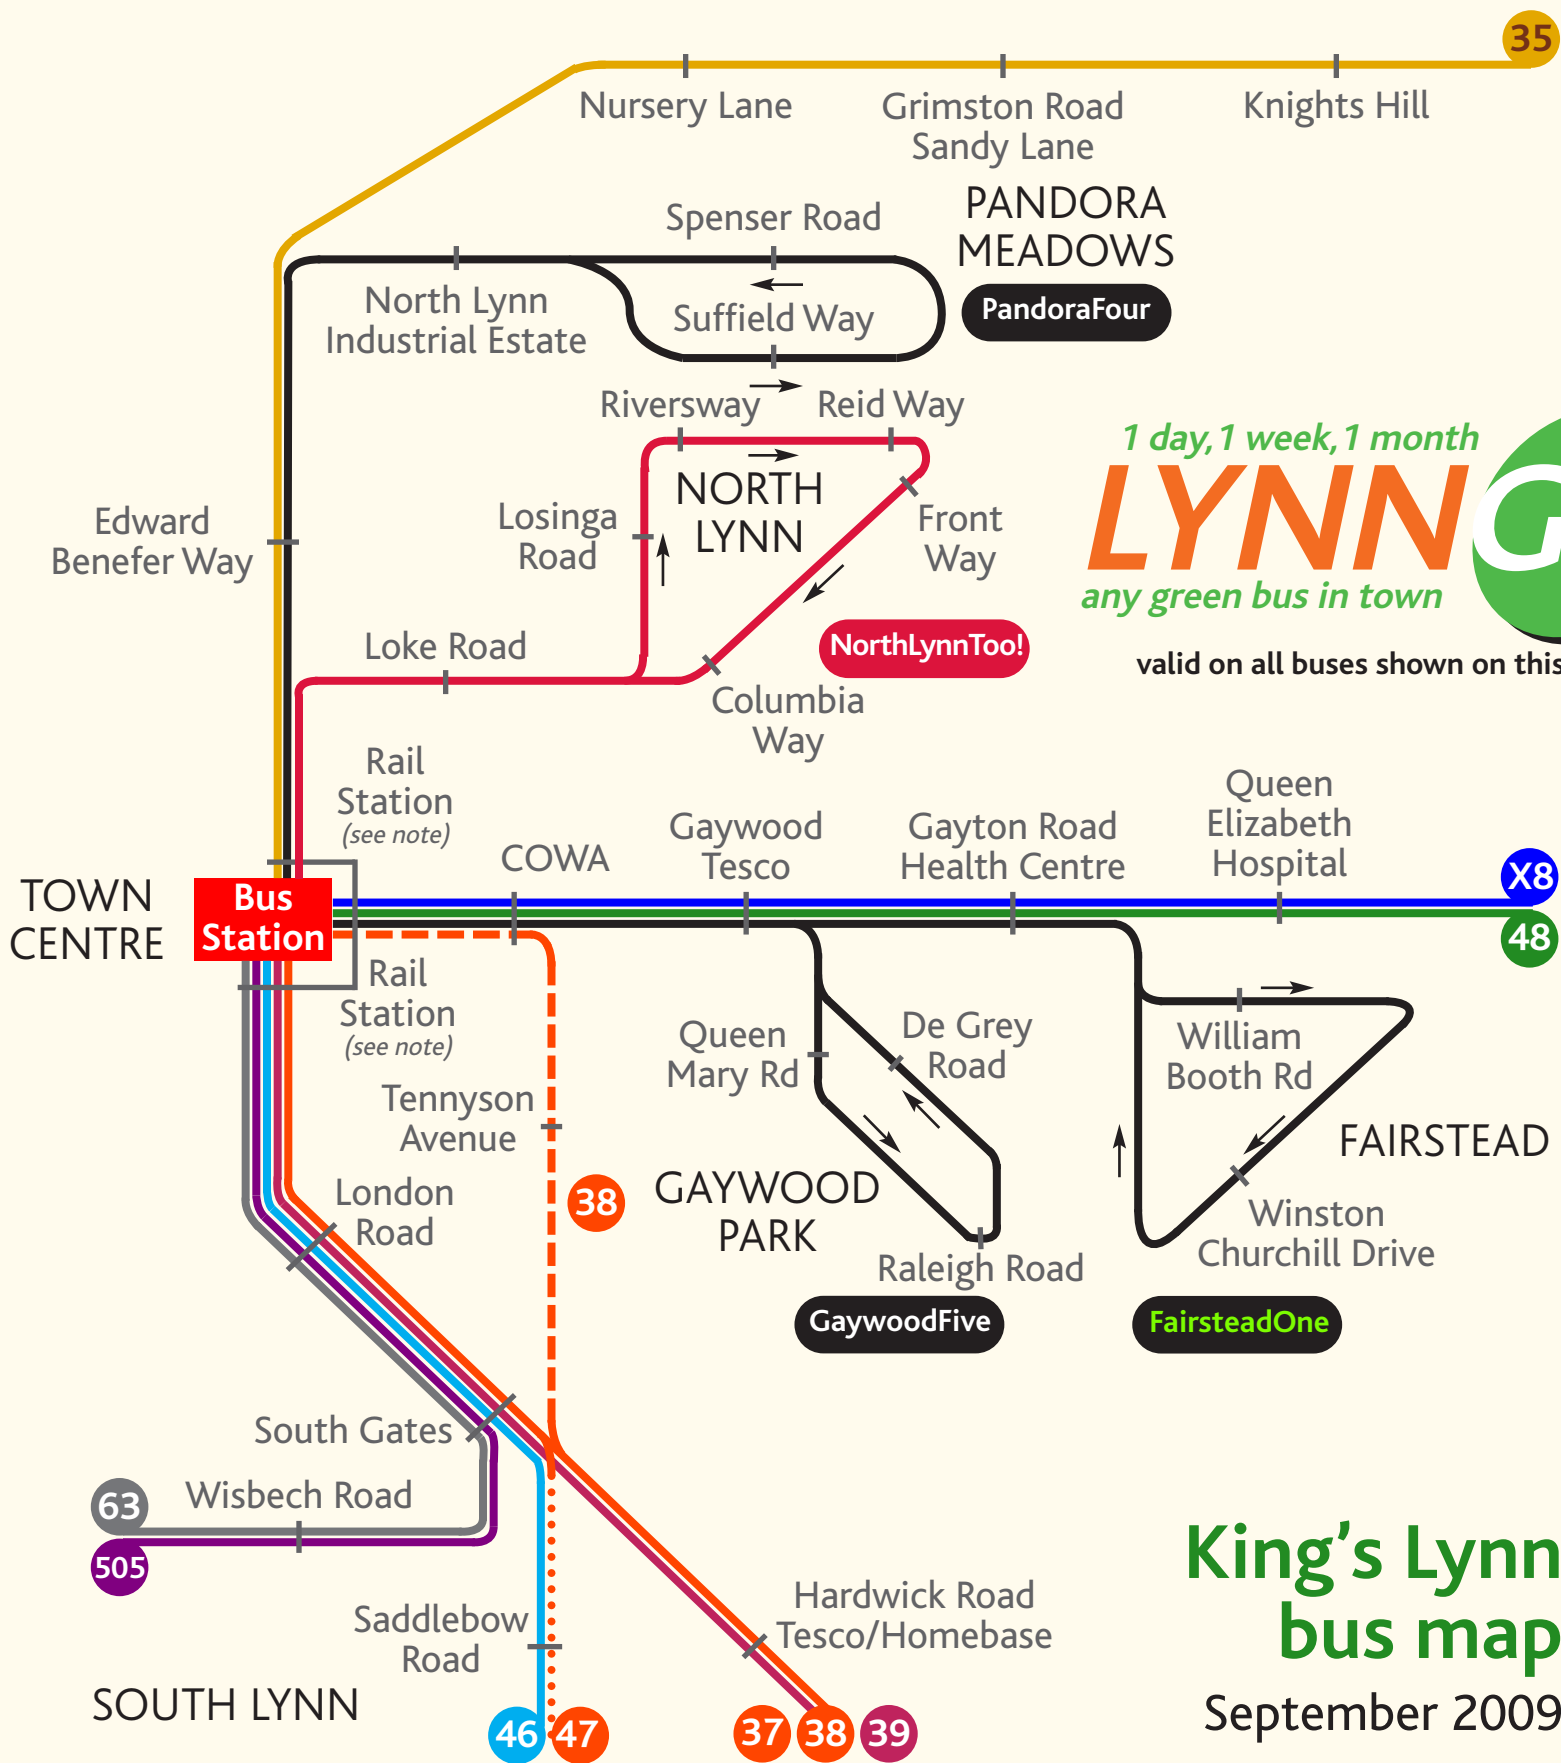 35
Nursery Lane
Grimston Road
Sandy Lane
Knights Hill
PANDORA
MEADOWS
PandoraFour
Spenser Road
North Lynn
Industrial Estate
Suffield Way
Riversway
Reid Way
NORTH
LYNN
Losinga
Road
Front
Way
Edward
Benefer Way
1 day, 1 week, 1 month
LYNNG
any green bus in town
valid on all buses shown on this
NorthLynnToo!
Loke Road
Columbia
Way
Rail
Station
(see note)
COWA
Gaywood
Tesco
Gayton Road
Health Centre
Queen
Elizabeth
Hospital
TOWN
CENTRE
Bus
Station
X8
48
Rail
Station
(see note)
Queen
Mary Rd
De Grey
Road
William
Booth Rd
Tennyson
Avenue
FAIRSTEAD
London
Road
38
GAYWOOD
PARK
Raleigh Road
Winston
Churchill Drive
GaywoodFive
FairsteadOne
South Gates
63
Wisbech Road
505
Saddlebow
Road
Hardwick Road
Tesco/Homebase
King’s Lynn
bus map
September 2009
SOUTH LYNN
46
47
37
38
39